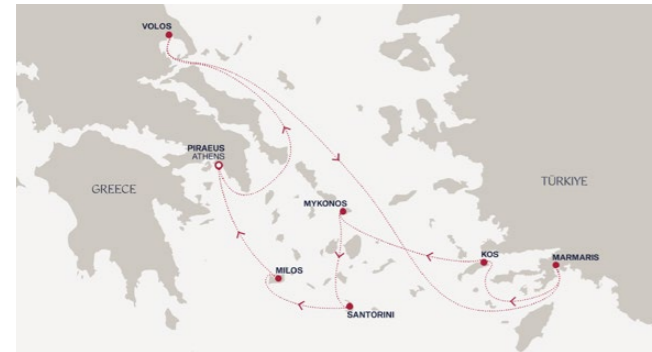 VOLOS
PIRAEUS
ATHENS
GREECE
TÜRKIYE
MYKONOS
KOS
MARMARIS
MILOS
SANTORINI